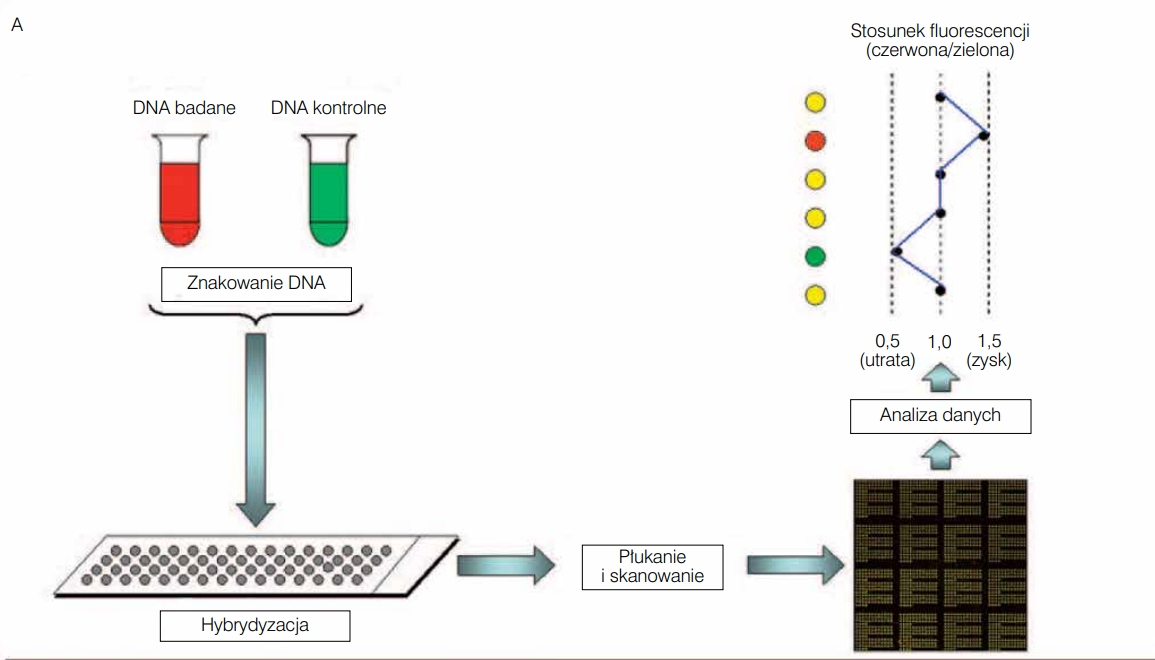 A
Stosunek fluorescencji
(czerwona/zielona)
DNA badane
DNA kontrolne
Znakowanie DNA
0,5
1,0
1,5
(utrata)
(zysk)
Analiza danych
Płukanie
i skanowanie
Hybrydyzacja